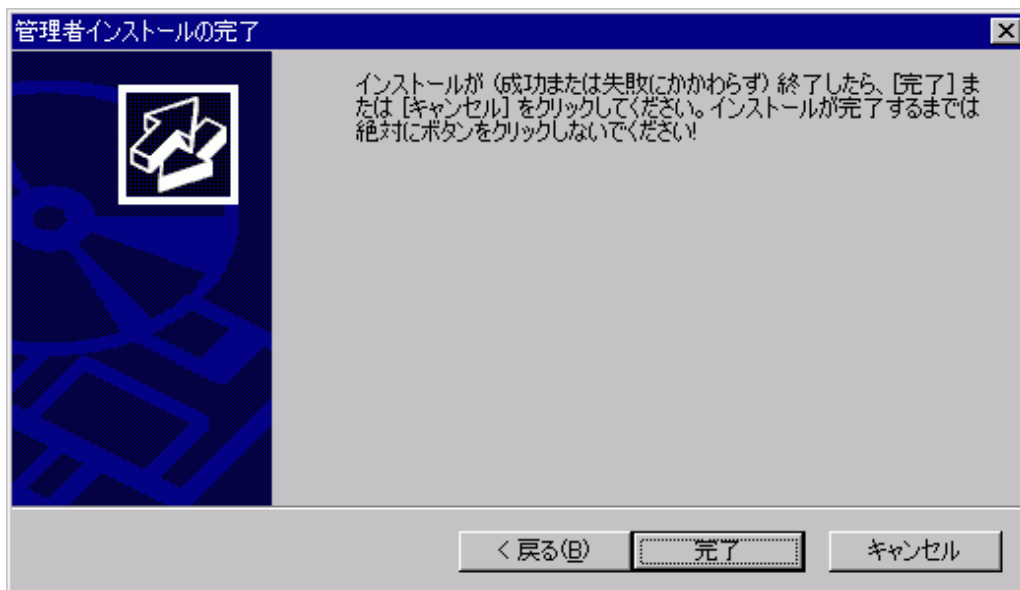 管理者インストールの完了
インストールが (成功または失敗にかかわらず) 終了したら、[完了] ま
たは [キャンセル] をクリックしてください。インストールが完了するまでは
絶対にボタンをクリックしないでください!
< 戻る(B) 完了 キャンセル